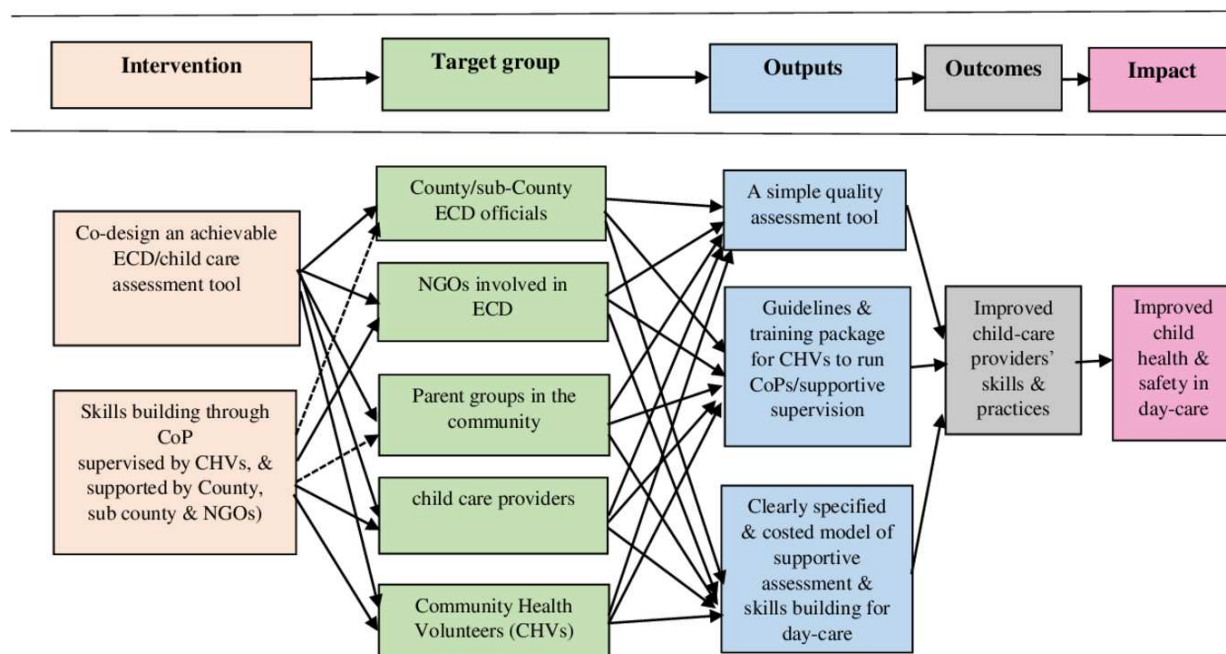 Intervention
Target group
Outputs
Outcomes
Impact
Co-design an achievable
ECD/child care
assessment tool
Skills building through
CoP
supervised by CHVs, &
supported by County,
sub county & NGOs)
County/sub-County
ECD officials
NGOs involved in
ECD
Parent groups in the
community
child care providers
Community Health
Volunteers (CHVs)
A simple quality
assessment tool
Guidelines &
training package
for CHVs to run
CoPs/supportive
supervision
Clearly specified
& costed model of
supportive
assessment &
skills building for
day-care
Improved
child-care
providers’
skills &
practices
Improved
child
health &
safety in
day-care